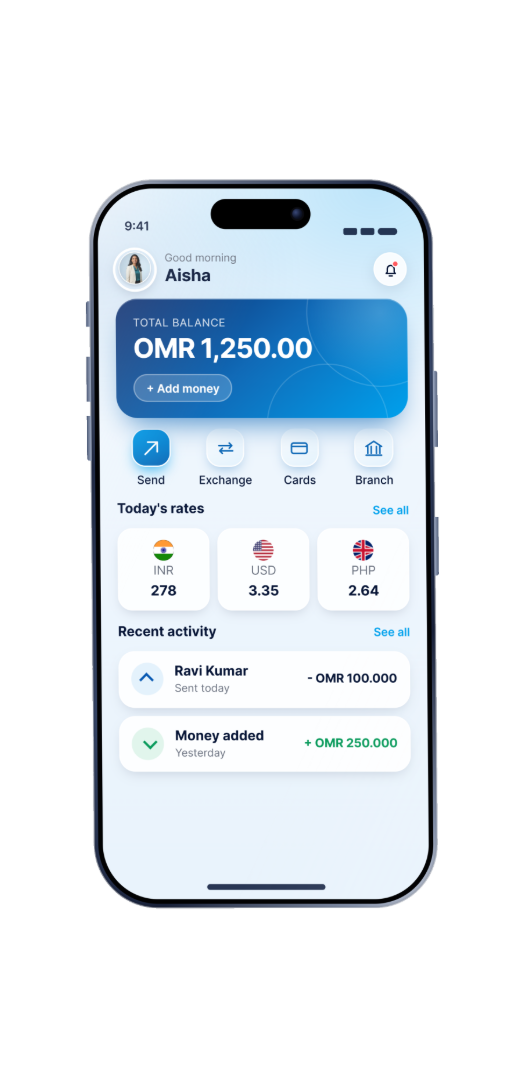 9:41
Good morning
Aisha
TOTAL BALANCE
OMR 1,250.00
+ Add money
Send Exchange Cards Branch
Today's rates See all
INR USD PHP
278 3.35 2.64
Recent activity See all
Ravi Kumar - OMR 100.000
Sent today
Money added + OMR 250.000
Yesterday